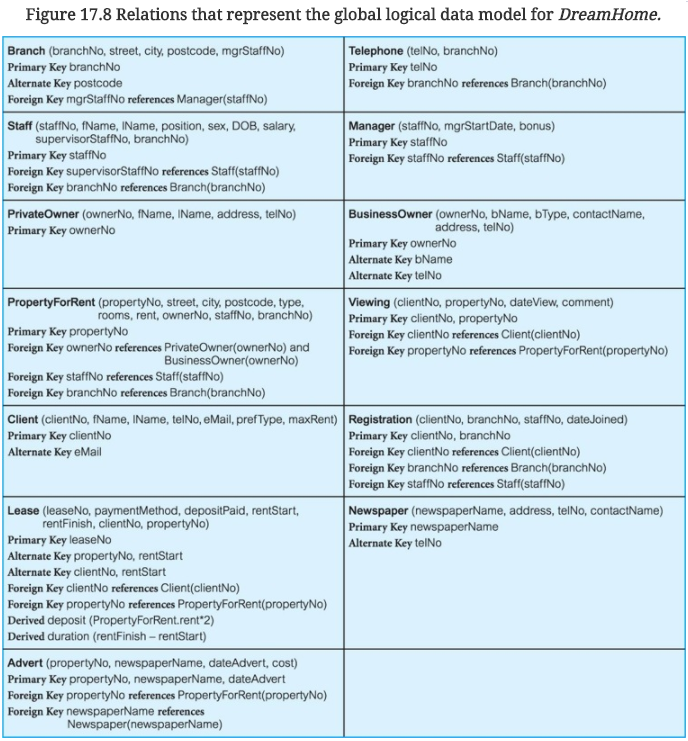 Figure 17.8 Relations that represent the global logical data model for DreamHome.
Branch (branchNo, street, city, postcode, mgrStaffNo)
Primary Key branchNo
Alternate Key postcode
Foreign Key mgrStaffNo references Manager(staffNo)
Telephone (telNo, branchNo)
Primary Key telNo
Foreign Key branchNo references Branch(branchNo)
Staff (staffNo, fName, lName, position, sex, DOB, salary,
supervisorStaffNo, branchNo)
Primary Key staffNo
Foreign Key supervisorStaffNo references Staff(staffNo)
Foreign Key branchNo references Branch(branchNo)
Manager (staffNo, mgrStartDate, bonus)
Primary Key staffNo
Foreign Key staffNo references Staff(staffNo)
PrivateOwner (ownerNo, fName, lName, address, telNo)
Primary Key ownerNo
BusinessOwner (ownerNo, bName, bType, contactName,
address, telNo)
Primary Key ownerNo
Alternate Key bName
Alternate Key telNo
PropertyForRent (propertyNo, street, city, postcode, type,
rooms, rent, ownerNo, staffNo, branchNo)
Primary Key propertyNo
Foreign Key ownerNo references PrivateOwner(ownerNo) and
BusinessOwner(ownerNo)
Foreign Key staffNo references Staff(staffNo)
Foreign Key branchNo references Branch(branchNo)
Viewing (clientNo, propertyNo, dateView, comment)
Primary Key clientNo, propertyNo
Foreign Key clientNo references Client(clientNo)
Foreign Key propertyNo references PropertyForRent(propertyNo)
Client (clientNo, fName, lName, telNo, eMail, prefType, maxRent)
Primary Key clientNo
Alternate Key eMail
Registration (clientNo, branchNo, staffNo, dateJoined)
Primary Key clientNo, branchNo
Foreign Key clientNo references Client(clientNo)
Foreign Key branchNo references Branch(branchNo)
Foreign Key staffNo references Staff(staffNo)
Lease (leaseNo, paymentMethod, depositPaid, rentStart,
rentFinish, clientNo, propertyNo)
Primary Key leaseNo
Alternate Key propertyNo, rentStart
Alternate Key clientNo, rentStart
Foreign Key clientNo references Client(clientNo)
Foreign Key propertyNo references PropertyForRent(propertyNo)
Derived deposit (PropertyForRent.rent*2)
Derived duration (rentFinish – rentStart)
Newspaper (newspaperName, address, telNo, contactName)
Primary Key newspaperName
Alternate Key telNo
Advert (propertyNo, newspaperName, dateAdvert, cost)
Primary Key propertyNo, newspaperName, dateAdvert
Foreign Key propertyNo references PropertyForRent(propertyNo)
Foreign Key newspaperName references
Newspaper(newspaperName)